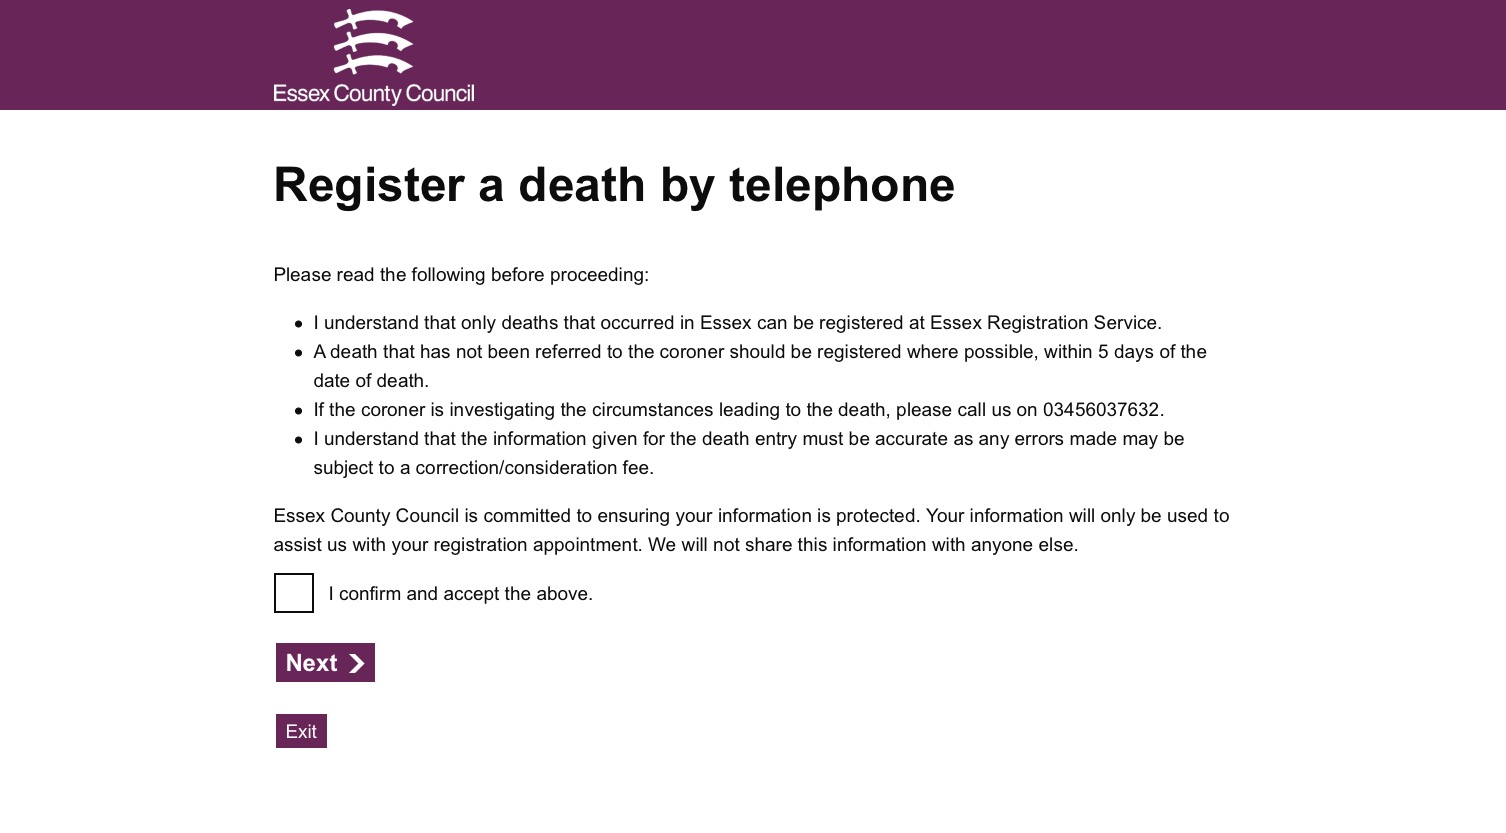 Essex County Council
Register a death by telephone
Please read the following before proceeding:
I understand that only deaths that occurred in Essex can be registered at Essex Registration Service.
A death that has not been referred to the coroner should be registered where possible, within 5 days of the
date of death.
If the coroner is investigating the circumstances leading to the death, please call us on 03456037632.
I understand that the information given for the death entry must be accurate as any errors made may be
subject to a correction/consideration fee.
Essex County Council is committed to ensuring your information is protected. Your information will only be used to
assist us with your registration appointment. We will not share this information with anyone else.
I confirm and accept the above.
Next
Exit